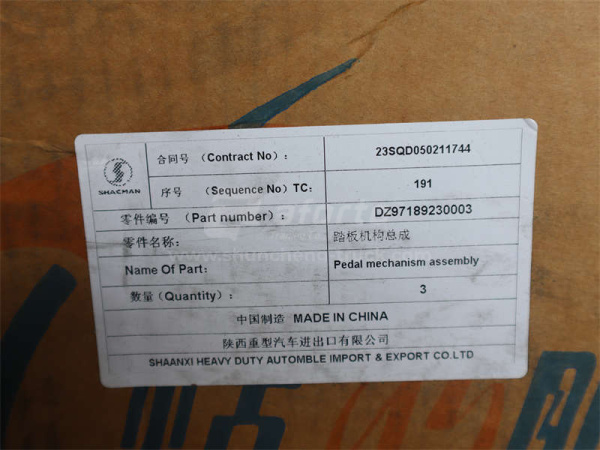 SHACMAN
合同号 （Contract No）： 23SQD050211744
序号 （Sequence No）TC: 191
零件编号 （Part number）： DZ97189230003
零件名称： 踏板机构总成
Name Of Part: Pedal mechanism assembly
数量（Quantity）： 3
中国制造 MADE IN CHINA
陕西重型汽车进出口有限公司
SHAANXI HEAVY DUTY AUTOMBLE IMPORT & EXPORT CO.LTD